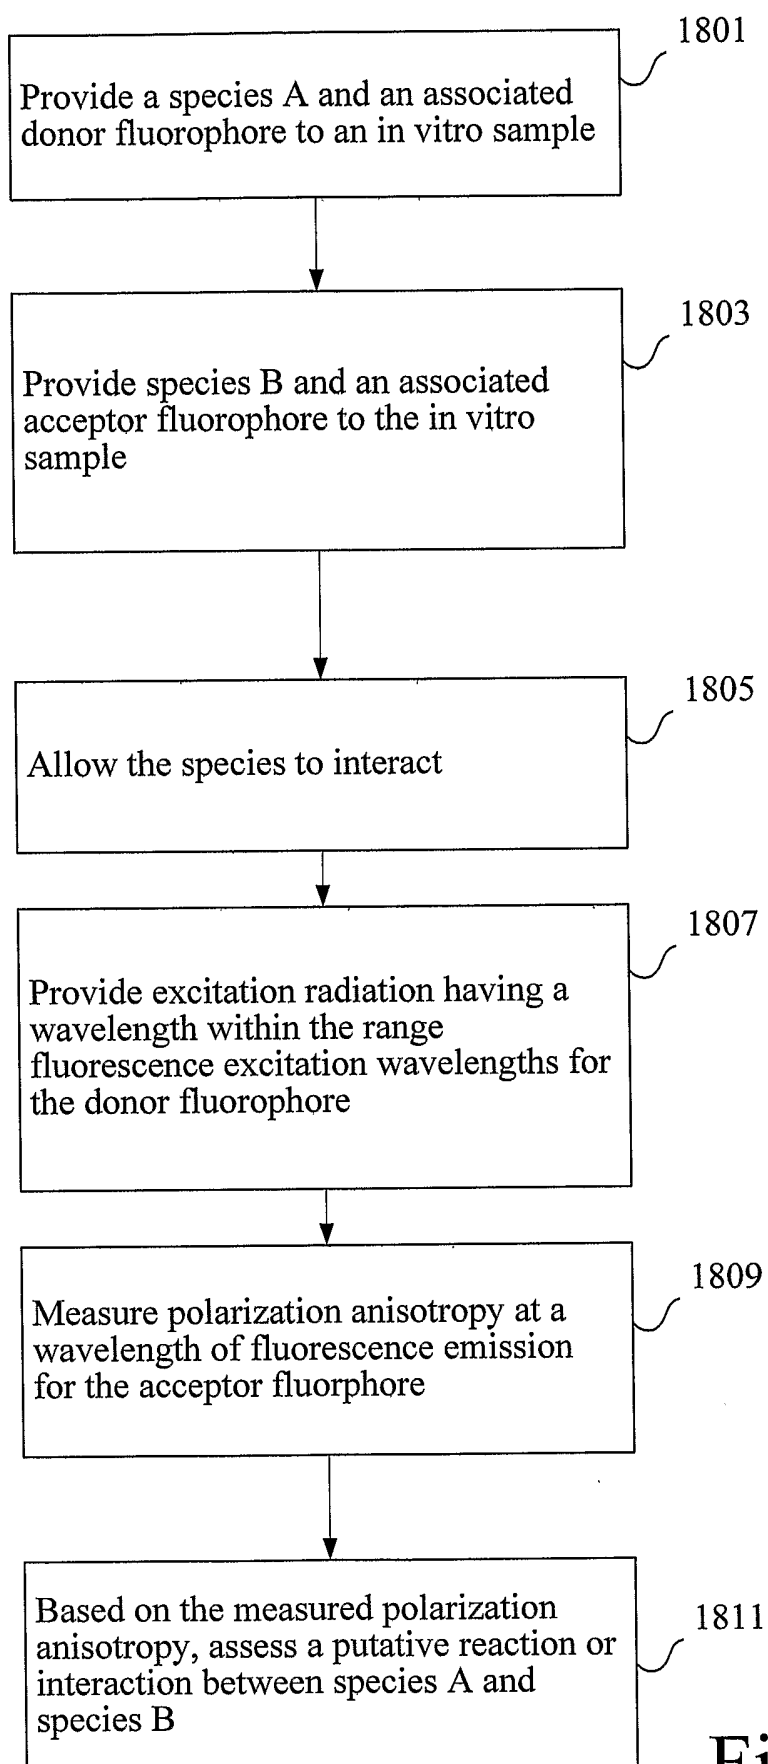 1801
Provide a species A and an associated
donor fluorophore to an in vitro sample
1803
Provide species B and an associated
acceptor fluorophore to the in vitro
sample
1805
Allow the species to interact
1807
Provide excitation radiation having a
wavelength within the range
fluorescence excitation wavelengths for
the donor fluorophore
1809
Measure polarization anisotropy at a
wavelength of fluorescence emission
for the acceptor fluorphore
1811
Based on the measured polarization
anisotropy, assess a putative reaction or
interaction between species A and
species B